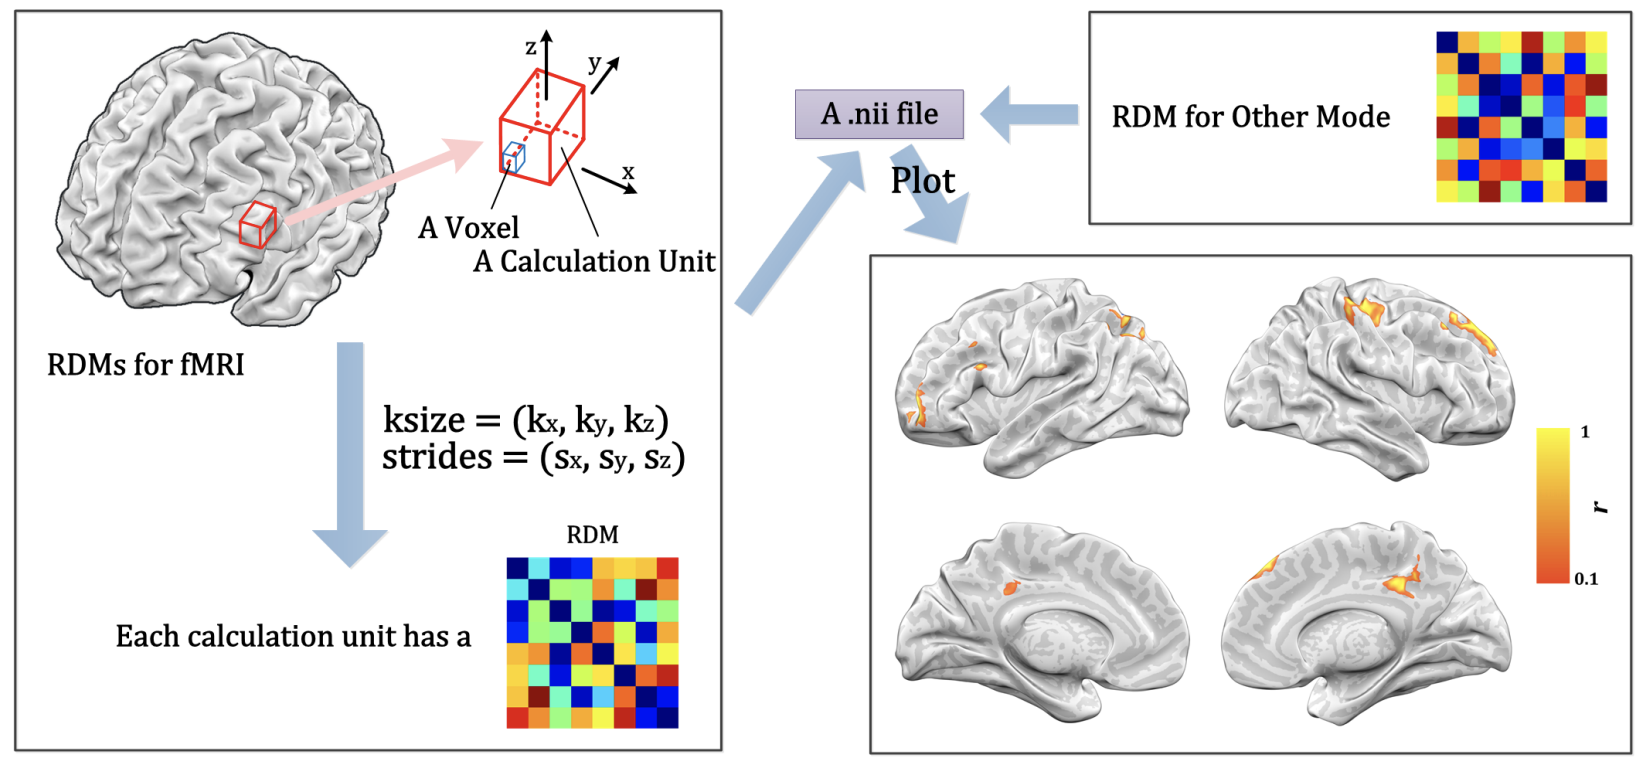 z
y
x
A Voxel
A Calculation Unit
RDMs for fMRI
ksize = (kx, ky, kz)
strides = (sx, sy, sz)
RDM
Each calculation unit has a
A .nii file
Plot
RDM for Other Mode
1
r
0.1